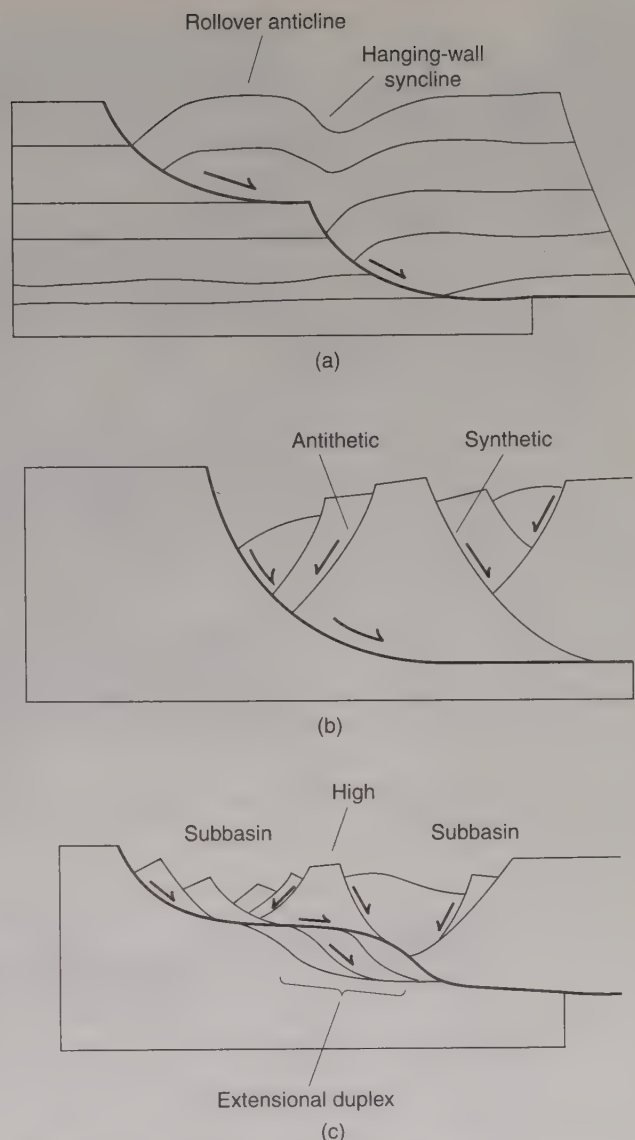 Rollover anticline
Hanging-wall
syncline
(a)
Antithetic Synthetic
(b)
High
Subbasin Subbasin
Extensional duplex
(c)